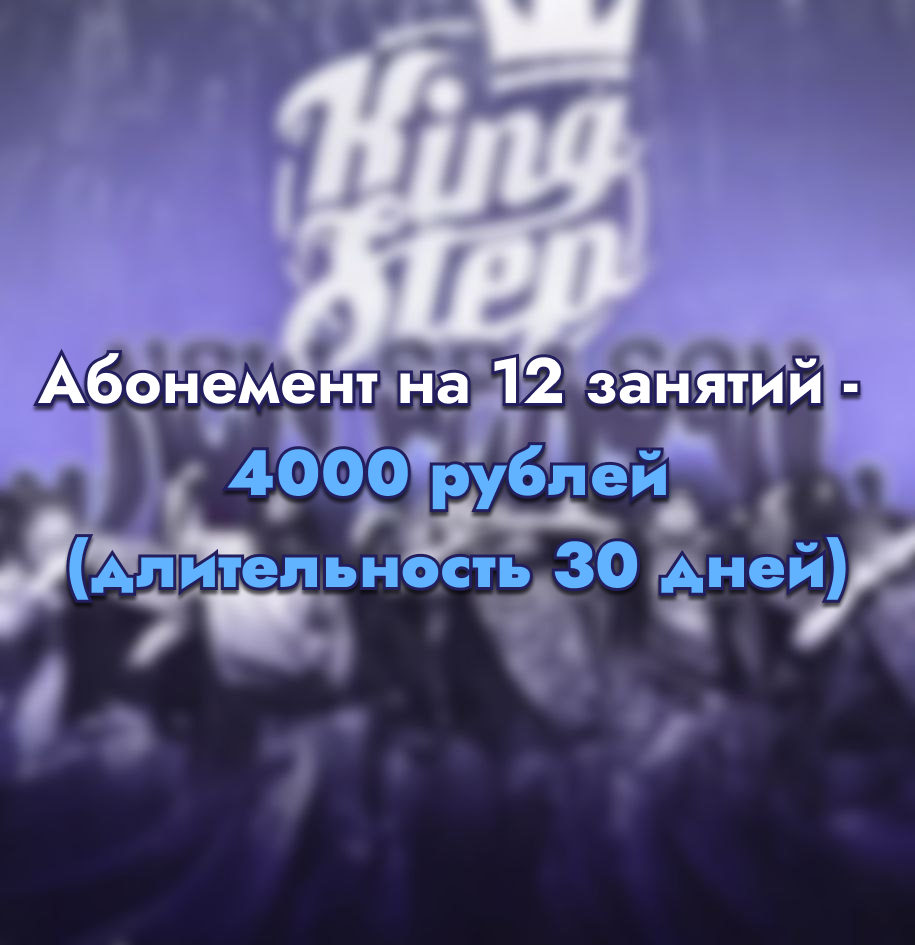 King
Step
Абонемент на 12 занятий -
4000 рублей
(длительность 30 дней)